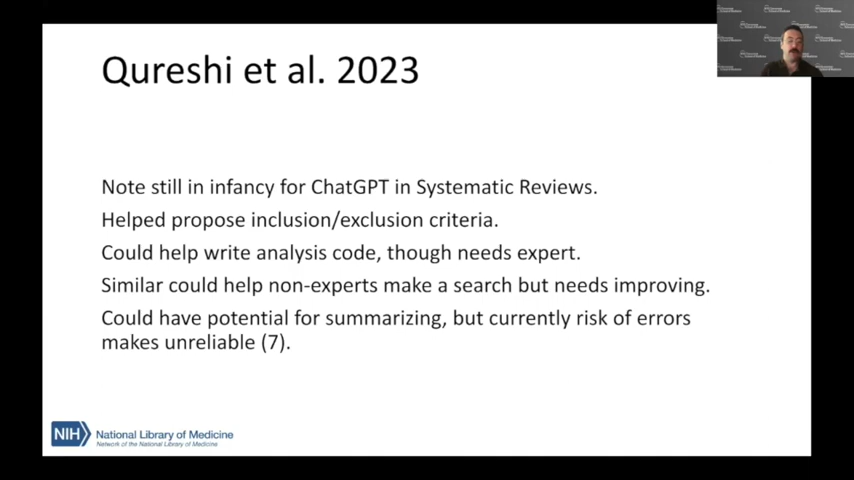 Qureshi et al. 2023
Note still in infancy for ChatGPT in Systematic Reviews.
Helped propose inclusion/exclusion criteria.
Could help write analysis code, though needs expert.
Similar could help non-experts make a search but needs improving.
Could have potential for summarizing, but currently risk of errors
makes unreliable (7).
NIH National Library of Medicine
Network of the National Library of Medicine